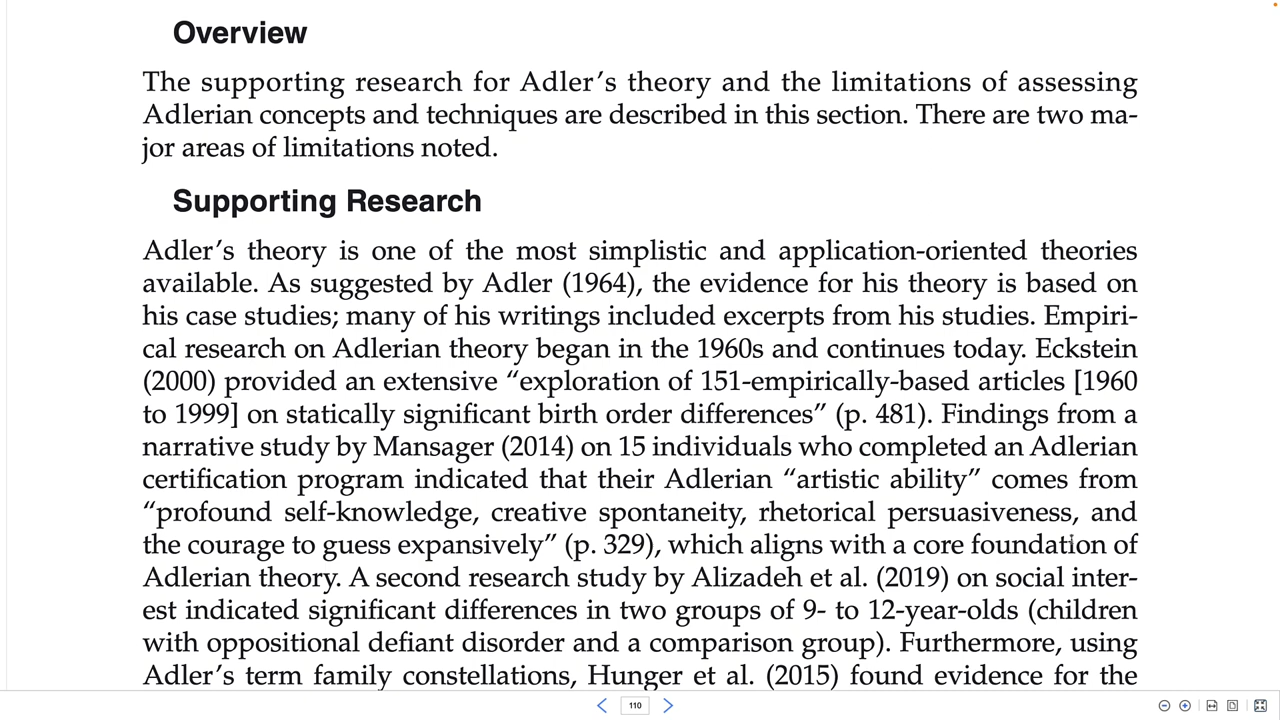 Overview
The supporting research for Adler’s theory and the limitations of assessing
Adlerian concepts and techniques are described in this section. There are two ma-
jor areas of limitations noted.
Supporting Research
Adler’s theory is one of the most simplistic and application-oriented theories
available. As suggested by Adler (1964), the evidence for his theory is based on
his case studies; many of his writings included excerpts from his studies. Empiri-
cal research on Adlerian theory began in the 1960s and continues today. Eckstein
(2000) provided an extensive “exploration of 151-empirically-based articles [1960
to 1999] on statically significant birth order differences” (p. 481). Findings from a
narrative study by Mansager (2014) on 15 individuals who completed an Adlerian
certification program indicated that their Adlerian “artistic ability” comes from
“profound self-knowledge, creative spontaneity, rhetorical persuasiveness, and
the courage to guess expansively” (p. 329), which aligns with a core foundation of
Adlerian theory. A second research study by Alizadeh et al. (2019) on social inter-
est indicated significant differences in two groups of 9- to 12-year-olds (children
with oppositional defiant disorder and a comparison group). Furthermore, using
Adler’s term family constellations, Hunger et al. (2015) found evidence for the
110